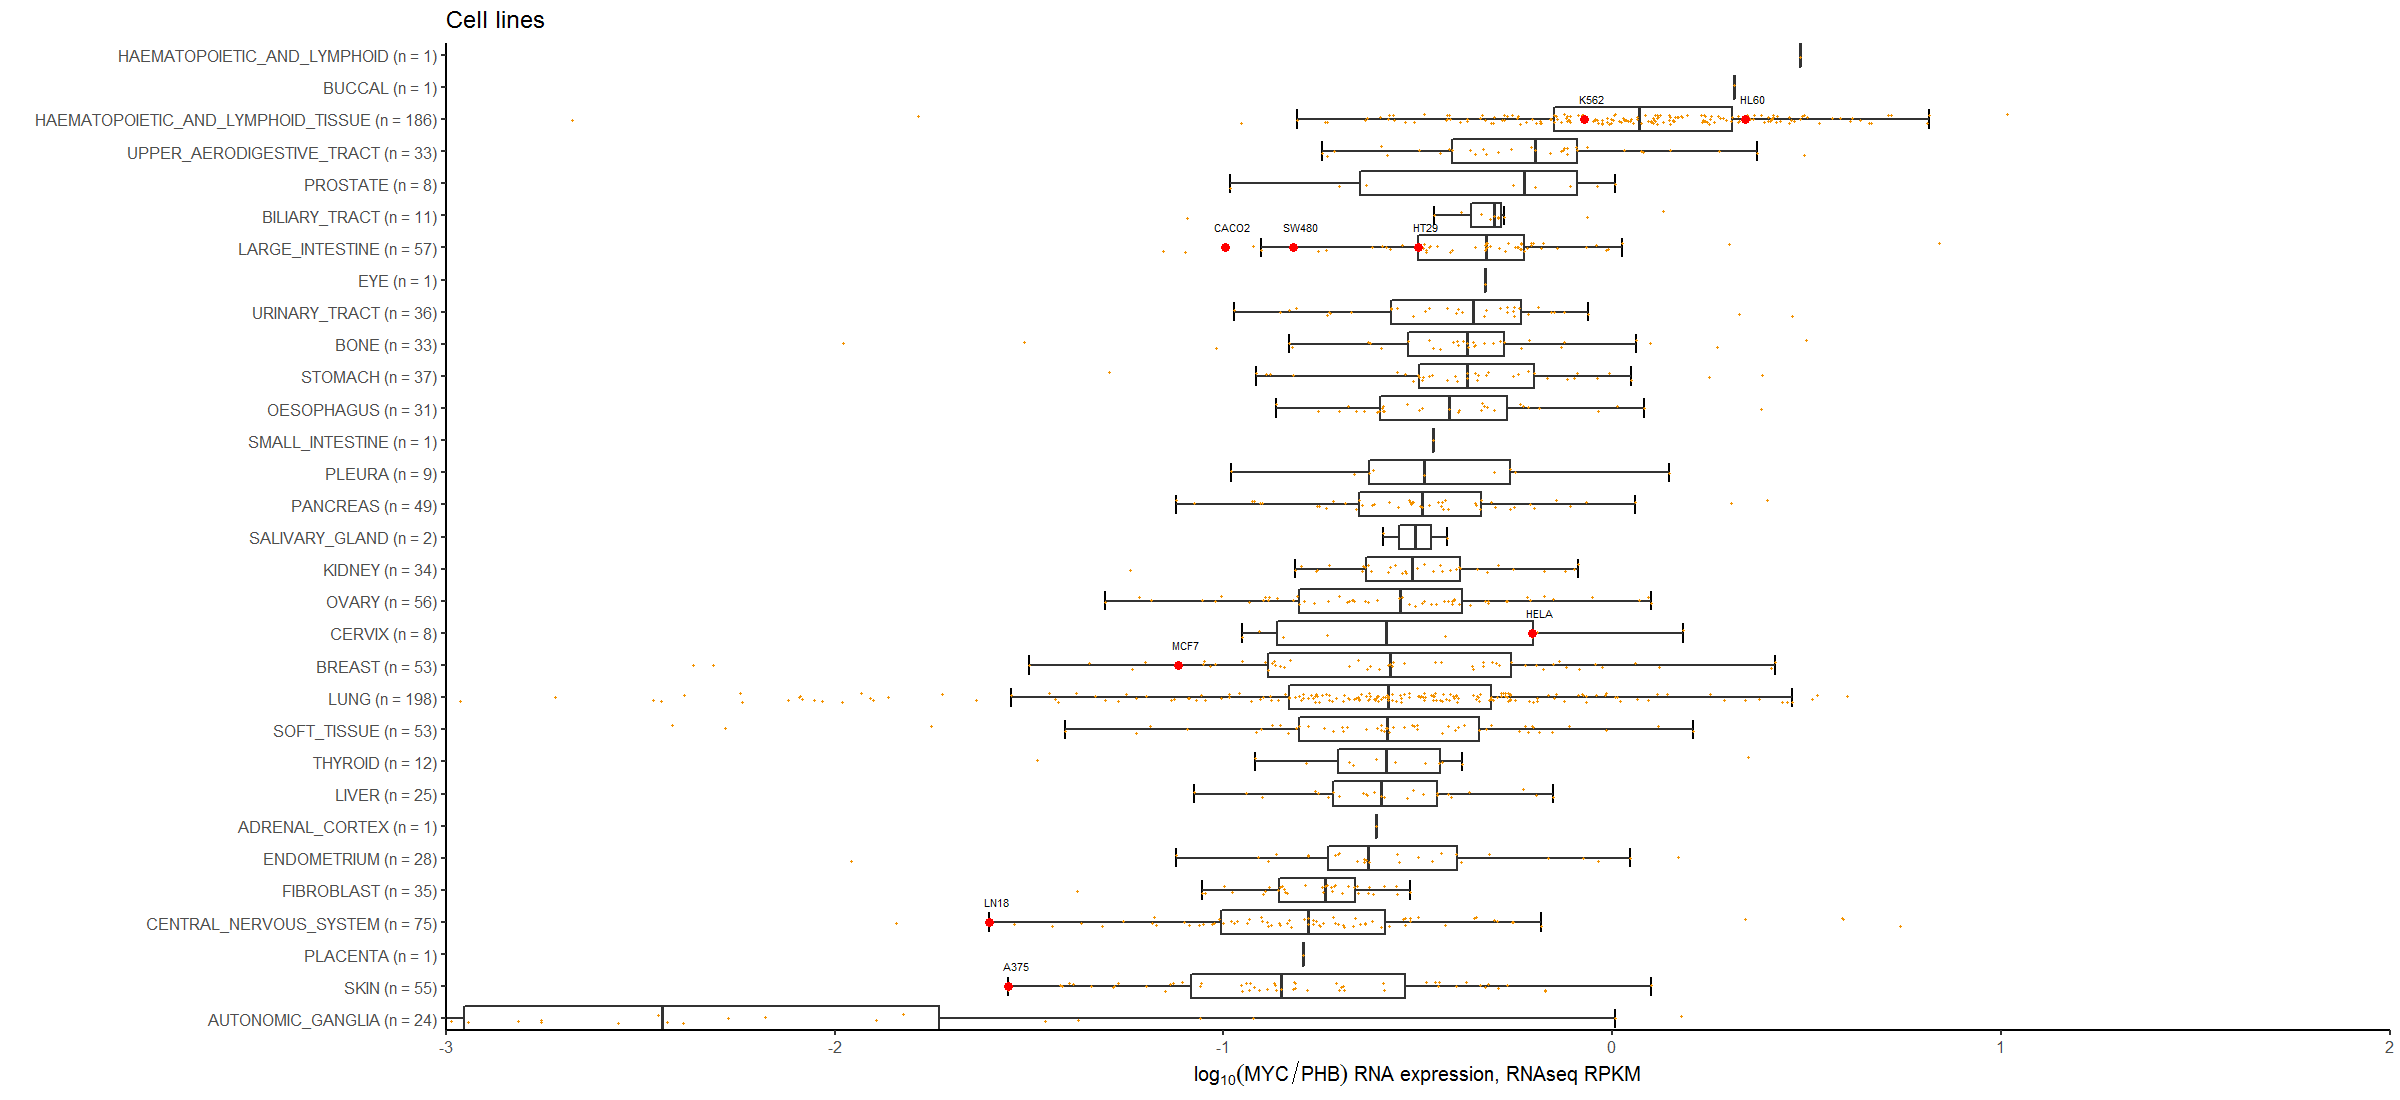 Cell lines
HAEMATOPOIETIC_AND_LYMPHOID (n = 1)
BUCCAL (n = 1)
K562 HL60
HAEMATOPOIETIC_AND_LYMPHOID_TISSUE (n = 186)
UPPER_AERODIGESTIVE_TRACT (n = 33)
PROSTATE (n = 8)
BILIARY_TRACT (n = 11)
CACO2 SW480 HT29
LARGE_INTESTINE (n = 57)
EYE (n = 1)
URINARY_TRACT (n = 36)
BONE (n = 33)
STOMACH (n = 37)
OESOPHAGUS (n = 31)
SMALL_INTESTINE (n = 1)
PLEURA (n = 9)
PANCREAS (n = 49)
SALIVARY_GLAND (n = 2)
KIDNEY (n = 34)
OVARY (n = 56)
HELA
CERVIX (n = 8)
MCF7
BREAST (n = 53)
LUNG (n = 198)
SOFT_TISSUE (n = 53)
THYROID (n = 12)
LIVER (n = 25)
ADRENAL_CORTEX (n = 1)
ENDOMETRIUM (n = 28)
FIBROBLAST (n = 35)
LN18
CENTRAL_NERVOUS_SYSTEM (n = 75)
PLACENTA (n = 1)
A375
SKIN (n = 55)
AUTONOMIC_GANGLIA (n = 24)
-3 -2 -1 0 1 2
log₁₀(MYC/PHB) RNA expression, RNAseq RPKM